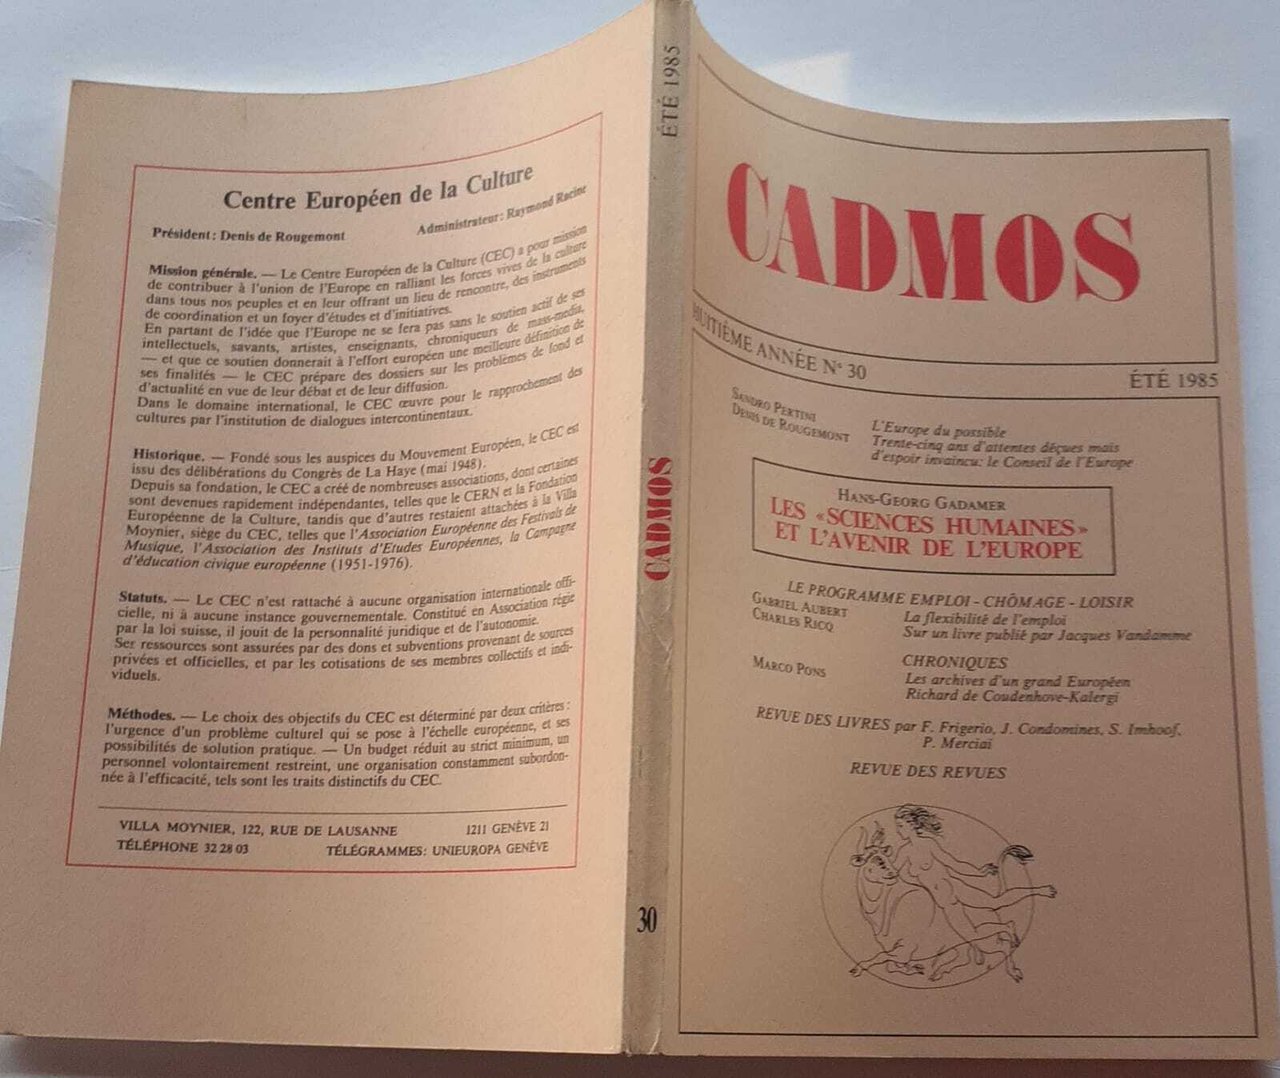 Centre Européen de la Culture
Président: Denis de Rougemont
Administrateur: Raymond Racine
Mission générale. — Le Centre Européen de la Culture (CEC) a pour mission
de contribuer à l'union de l'Europe en ralliant les forces vives de la culture
dans tous nos peuples et en leur offrant un lieu de rencontre, des instruments
de coordination et un foyer d'études et d'initiatives.
En partant de l'idée que l'Europe ne se fera pas sans le soutien actif de ses
intellectuels, savants, artistes, enseignants, chroniqueurs de mass-media,
— et que ce soutien donnerait à l'effort européen une meilleure définition de
ses finalités — le CEC prépare des dossiers sur les problèmes de fond et
d'actualité en vue de leur débat et de leur diffusion.
Dans le domaine international, le CEC œuvre pour le rapprochement des
cultures par l'institution de dialogues intercontinentaux.
Historique. — Fondé sous les auspices du Mouvement Européen, le CEC est
issu des délibérations du Congrès de La Haye (mai 1948).
Depuis sa fondation, le CEC a créé de nombreuses associations, dont certaines
sont devenues rapidement indépendantes, telles que le CERN et la Fondation
Européenne de la Culture, tandis que d'autres restaient attachées à la Villa
Moynier, siège du CEC, telles que l'Association Européenne des Festivals de
Musique, l'Association des Instituts d'Etudes Européennes, la Campagne
d'éducation civique européenne (1951-1976).
Statuts. — Le CEC n'est rattaché à aucune organisation internationale offi-
cielle, ni à aucune instance gouvernementale. Constitué en Association régie
par la loi suisse, il jouit de la personnalité juridique et de l'autonomie.
Ses ressources sont assurées par des dons et subventions provenant de sources
privées et officielles, et par les cotisations de ses membres collectifs et indi-
viduels.
Méthodes. — Le choix des objectifs du CEC est déterminé par deux critères:
l'urgence d'un problème culturel qui se pose à l'échelle européenne, et ses
possibilités de solution pratique. — Un budget réduit au strict minimum, un
personnel volontairement restreint, une organisation constamment subordon-
née à l'efficacité, tels sont les traits distinctifs du CEC.
VILLA MOYNIER, 122, RUE DE LAUSANNE 1211 GENÈVE 21
TÉLÉPHONE 32 28 03 TÉLÉGRAMMES: UNIEUROPA GENÈVE
ÉTÉ 1985
CADMOS
30
CADMOS
HUITIÈME ANNÉE N° 30
ÉTÉ 1985
SANDRO PERTINI
L'Europe du possible
DENIS DE ROUGEMONT
Trente-cinq ans d'attentes déçues mais
d'espoir invaincu: le Conseil de l'Europe
HANS-GEORG GADAMER
LES «SCIENCES HUMAINES»
ET L'AVENIR DE L'EUROPE
LE PROGRAMME EMPLOI - CHÔMAGE - LOISIR
GABRIEL AUBERT La flexibilité de l'emploi
CHARLES RICQ Sur un livre publié par Jacques Vandamme
CHRONIQUES
MARCO PONS Les archives d'un grand Européen
Richard de Coudenhove-Kalergi
REVUE DES LIVRES par F. Frigerio, J. Condomines, S. Imhoof,
P. Merciai
REVUE DES REVUES